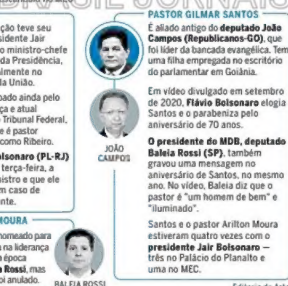 JORNAIS
ção teve seu
sidente Jair
o ministro-chefe
da Presidência,
almente no
da União.
pado ainda pelo
ça e atual
o Tribunal Federal,
e é pastor
como Ribeiro.
olsonaro (PL-RJ)
terça-feira, a
nistro e que ele
m caso de
nte.
MOURA
nomeado para
na liderança
a época
a Rossi, mas
oi anulado.
JOÃO
CAMPOS
BALEIA ROSSI
PASTOR GILMAR SANTOS
É aliado antigo do deputado João
Campos (Republicanos-GO), que
foi líder da bancada evangélica. Tem
uma filha empregada no escritório
do parlamentar em Goiânia.
Em vídeo divulgado em setembro
de 2020, Flávio Bolsonaro elogia
Santos e o parabeniza pelo
aniversário de 70 anos.
O presidente do MDB, deputado
Baleia Rossi (SP), também
gravou uma mensagem no
aniversário de Santos, no mesmo
ano. No vídeo, Baleia diz que o
pastor é "um homem de bem" e
"iluminado".
Santos e o pastor Arilton Moura
estiveram quatro vezes com o
presidente Jair Bolsonaro —
três no Palácio do Planalto e
uma no MEC.